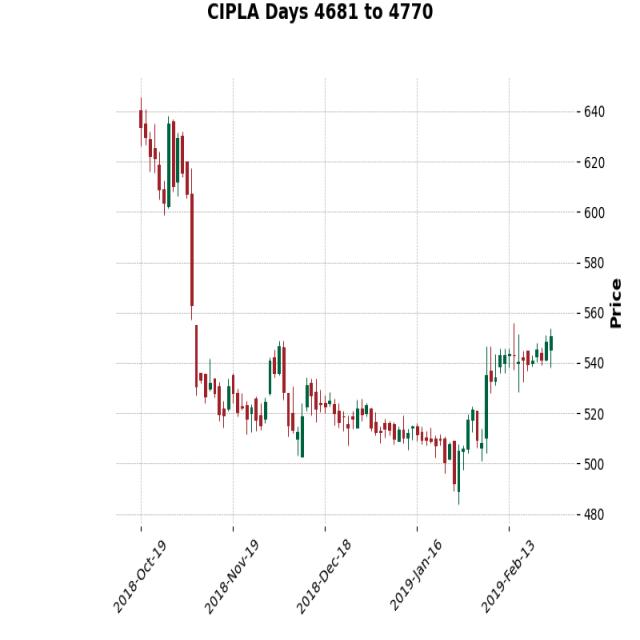 CIPLA Days 4681 to 4770
640
620
600
580
560
540
520
500
480
Price
2018-Oct-19
2018-Nov-19
2018-Dec-18
2019-Jan-16
2019-Feb-13